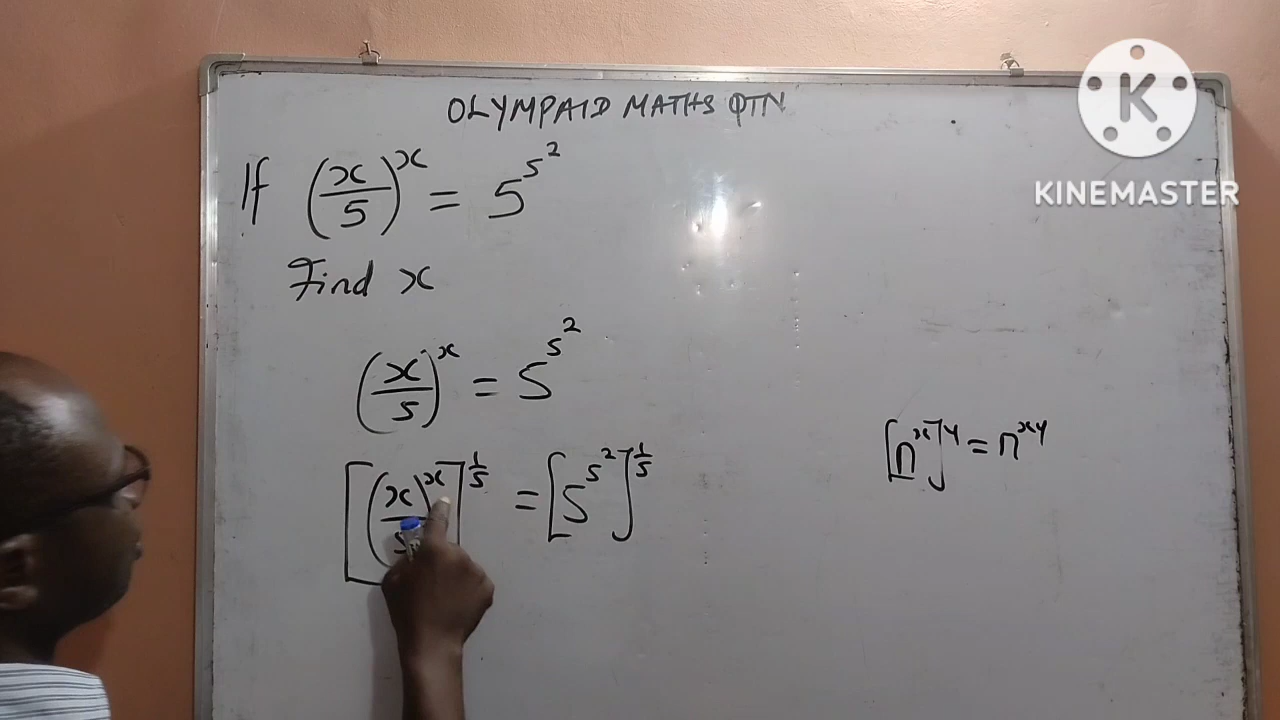 OLYMPAID MATHS QTN
If (x/5)^x = 5^5^2
Find x
(x/5)^x = 5^5^2
[(x/5)^x]^1/5 = [5^5^2]^1/5
[n^x]^y = n^xy
K
KINEMASTER